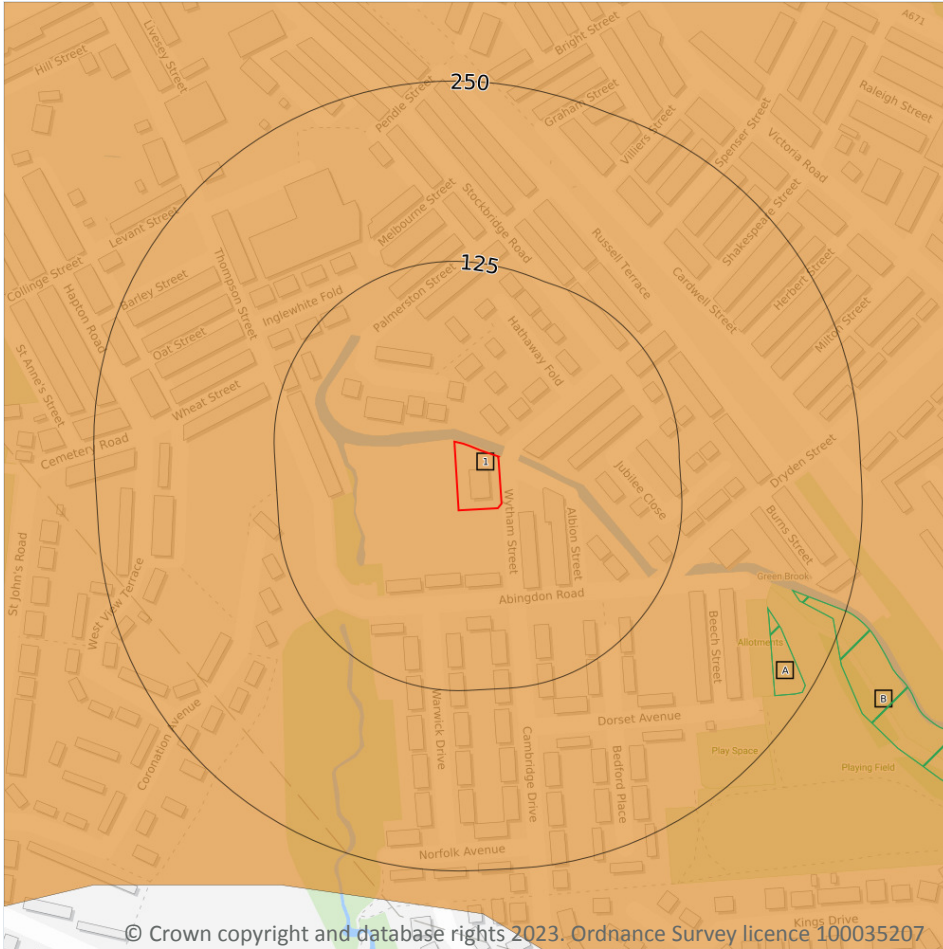 A671
Bright Street
Livesey Street
Hill Street
250
Pendle Street
Graham Street
Raleigh Street
Villiers Street
Spenser Street
Victoria Road
Melbourne Street
Stockbridge Road
Shakespeare Street
Levant Street
Russell Terrace
Thompson Street
125
Collinge Street
Barley Street
Hapton Road
Inglewhite Fold
Palmerston Street
Cardwell Street
Herbert Street
Milton Street
Oat Street
Hathaway Fold
St Anne's Street
Wheat Street
Cemetery Road
Dryden Street
1
Jubilee Close
Wytham Street
Albion Street
Burns Street
St John's Road
West View Terrace
Green Brook
Abingdon Road
Beech Street
Allotments
A
B
Coronation Avenue
Warwick Drive
Dorset Avenue
Cambridge Drive
Bedford Place
Play Space
Playing Field
Norfolk Avenue
Kings Drive
© Crown copyright and database rights 2023. Ordnance Survey licence 100035207